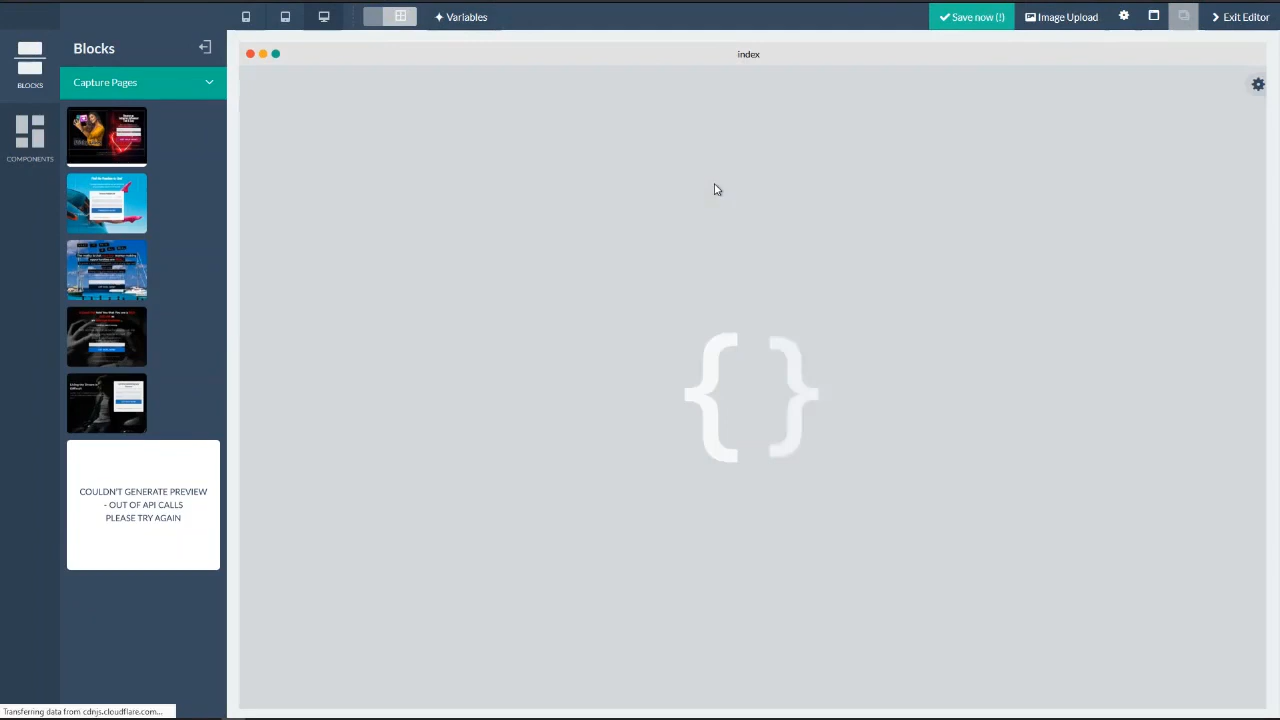 Variables
Save now (!)
Image Upload
Exit Editor
Blocks
index
BLOCKS
Capture Pages
COMPONENTS
COULDN'T GENERATE PREVIEW
- OUT OF API CALLS
PLEASE TRY AGAIN
{ }
Transferring data from cdnjs.cloudflare.com...